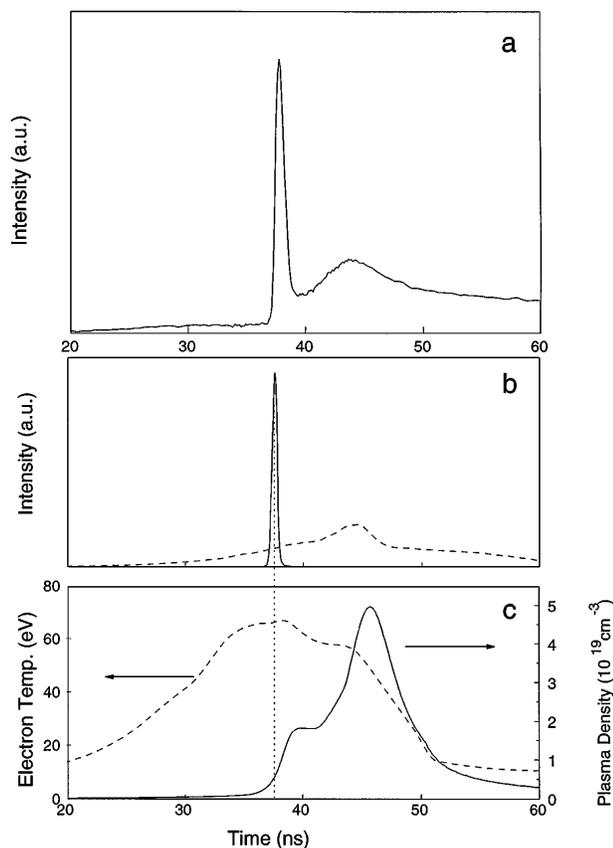 a
Intensity (a.u.)
20 30 40 50 60
b
Intensity (a.u.)
c
Electron Temp. (eV)
80
60
40
20
0
5
4
3
2
1
0
Plasma Density (10 19cm -3)
20 30 40 50 60
Time (ns)